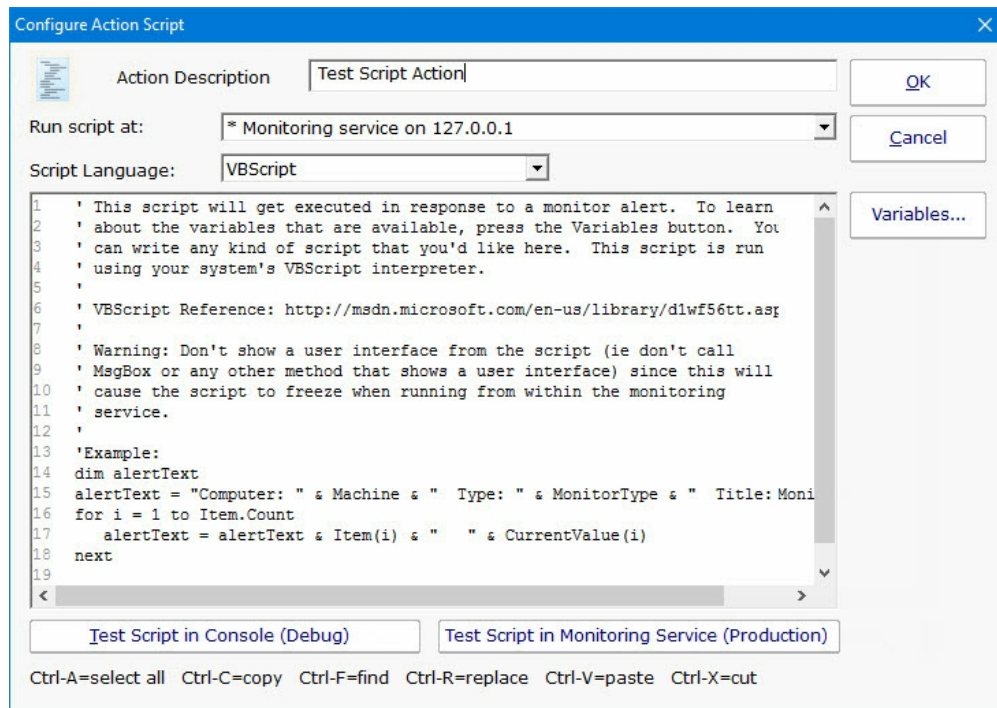 Configure Action Script
Action Description Test Script Action
OK
Run script at: * Monitoring service on 127.0.0.1
Cancel
Script Language: VBScript
Variables...
1 ' This script will get executed in response to a monitor alert.  To learn
2 ' about the variables that are available, press the Variables button.  You
3 ' can write any kind of script that you'd like here.  This script is run
4 ' using your system's VBScript interpreter.
5 '
6 ' VBScript Reference: http://msdn.microsoft.com/en-us/library/d1wf56tt.asp
7 '
8 ' Warning: Don't show a user interface from the script (ie don't call
9 ' MsgBox or any other method that shows a user interface) since this will
10 ' cause the script to freeze when running from within the monitoring
11 ' service.
12 '
13 'Example:
14 dim alertText
15 alertText = "Computer: " & Machine & "  Type: " & MonitorType & "  Title: Moni
16 for i = 1 to Item.Count
17    alertText = alertText & Item(i) & "   " & CurrentValue(i)
18 next
19
Test Script in Console (Debug) Test Script in Monitoring Service (Production)
Ctrl-A=select all Ctrl-C=copy Ctrl-F=find Ctrl-R=replace Ctrl-V=paste Ctrl-X=cut